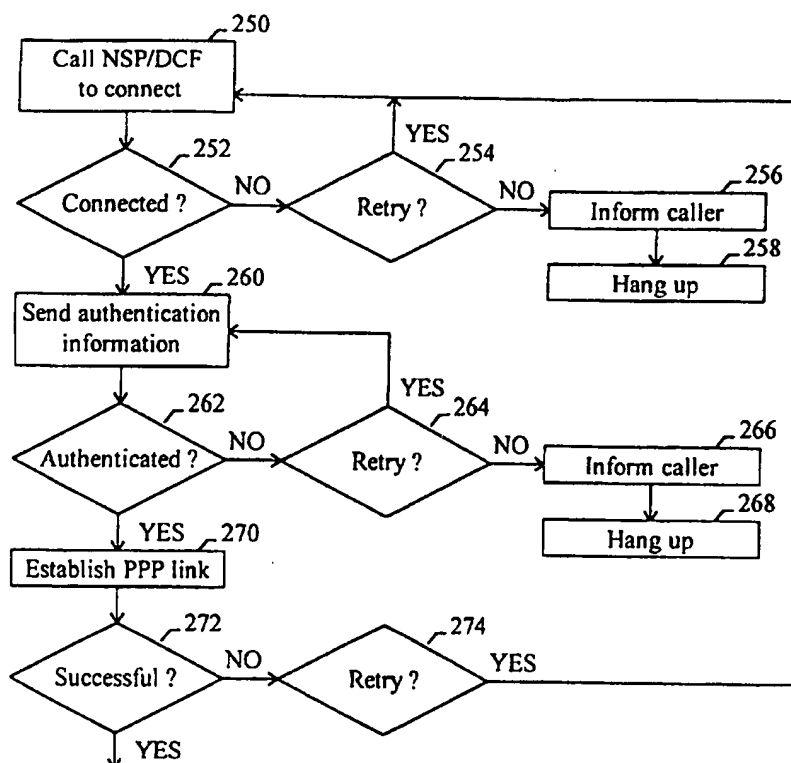 250
Call NSP/DCF
to connect
YES
252
254
Connected ?
NO
Retry ?
NO
256
Inform caller
258
Hang up
YES
260
Send authentication
information
YES
262
264
Authenticated ?
NO
Retry ?
NO
266
Inform caller
268
Hang up
YES
270
Establish PPP link
272
274
Successful ?
NO
Retry ?
YES
YES